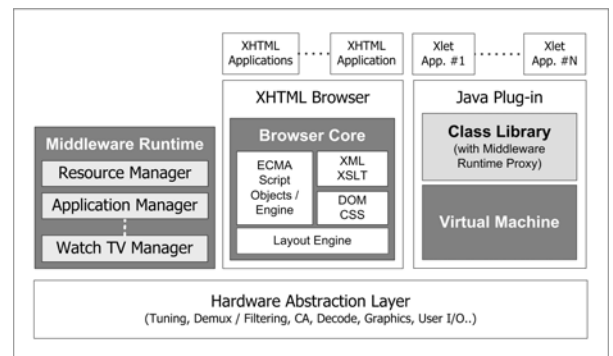 XHTML
Applications
XHTML
Application
Xlet
App. #1
Xlet
App. #N
Middleware Runtime
Resource Manager
Application Manager
Watch TV Manager
XHTML Browser
Browser Core
ECMA
Script
Objects /
Engine
XML
XSLT
DOM
CSS
Layout Engine
Java Plug-in
Class Library
(with Middleware
Runtime Proxy)
Virtual Machine
Hardware Abstraction Layer
(Tuning, Demux / Filtering, CA, Decode, Graphics, User I/O..)